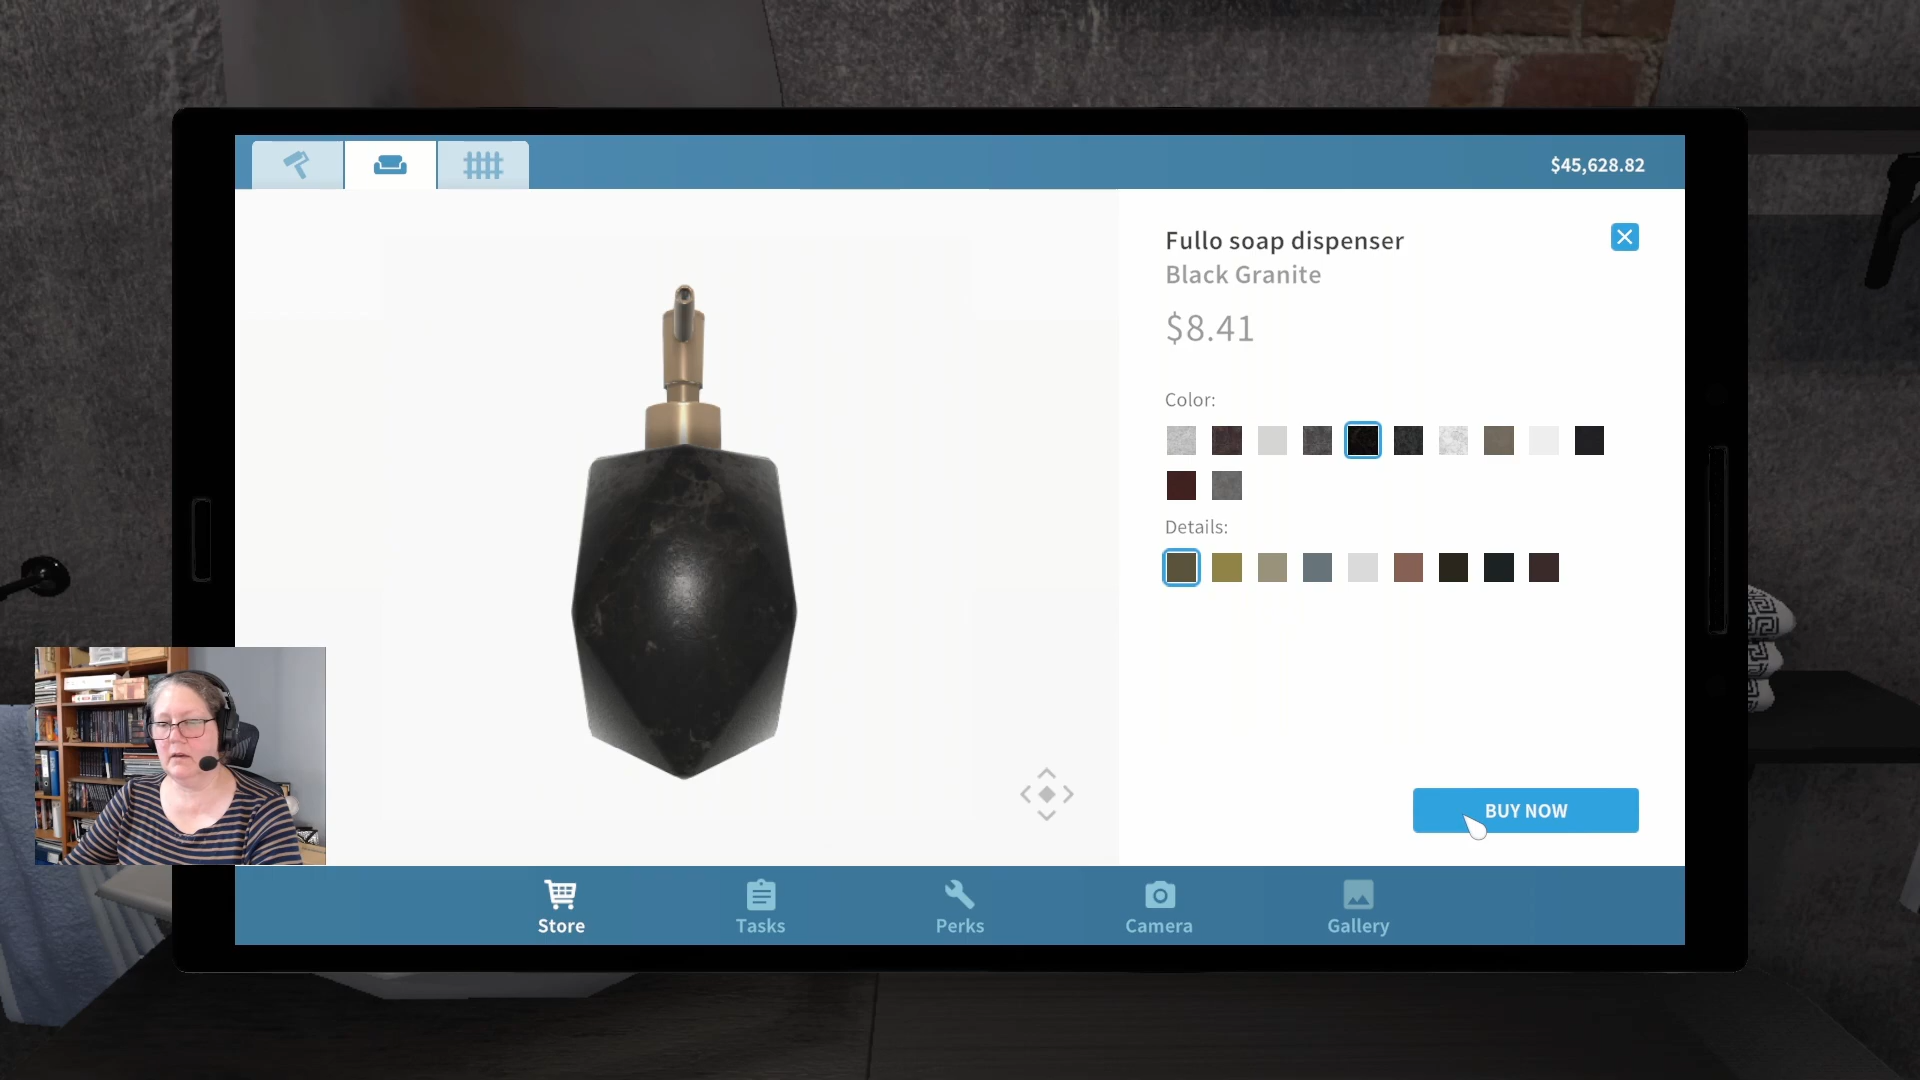 $45,628.82
Fullo soap dispenser
Black Granite
$8.41
Color:
Details:
BUY NOW
Store
Tasks
Perks
Camera
Gallery